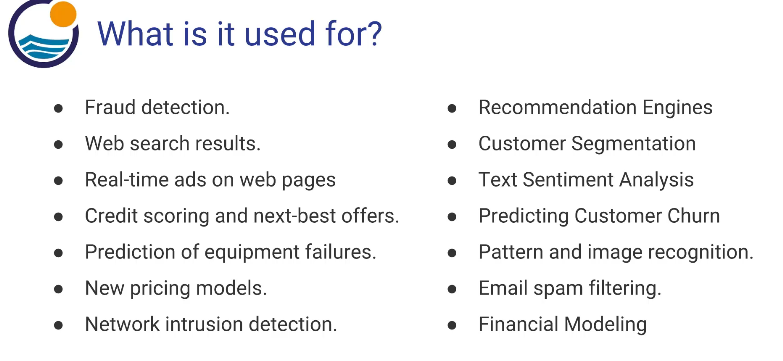 What is it used for?
● Fraud detection.
● Web search results.
● Real-time ads on web pages
● Credit scoring and next-best offers.
● Prediction of equipment failures.
● New pricing models.
● Network intrusion detection.
● Recommendation Engines
● Customer Segmentation
● Text Sentiment Analysis
● Predicting Customer Churn
● Pattern and image recognition.
● Email spam filtering.
● Financial Modeling